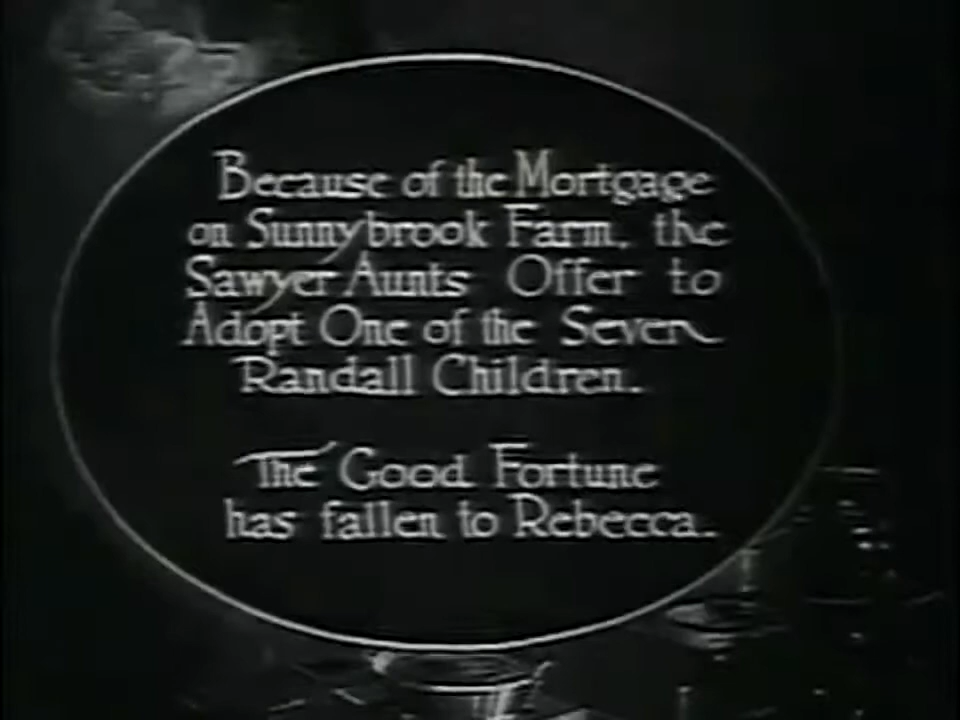 Because of the Mortgage
on Sunnybrook Farm, the
Sawyer Aunts Offer to
Adopt One of the Seven
Randall Children.
The Good Fortune
has fallen to Rebecca.